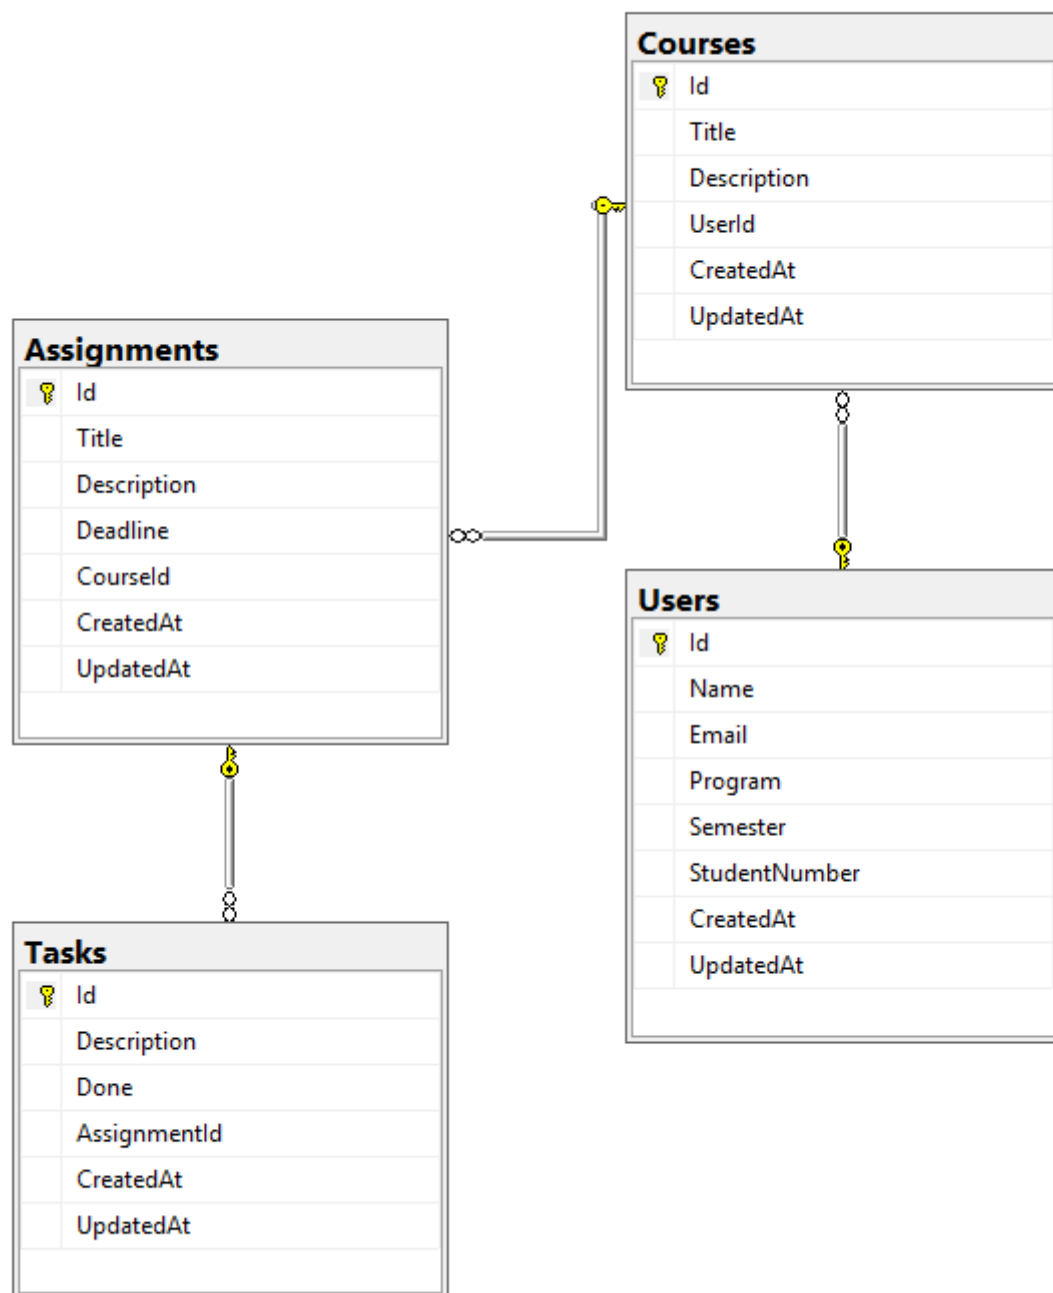 Courses
Id
Title
Description
UserId
CreatedAt
UpdatedAt
Assignments
Id
Title
Description
Deadline
CourseId
CreatedAt
UpdatedAt
Users
Id
Name
Email
Program
Semester
StudentNumber
CreatedAt
UpdatedAt
Tasks
Id
Description
Done
AssignmentId
CreatedAt
UpdatedAt